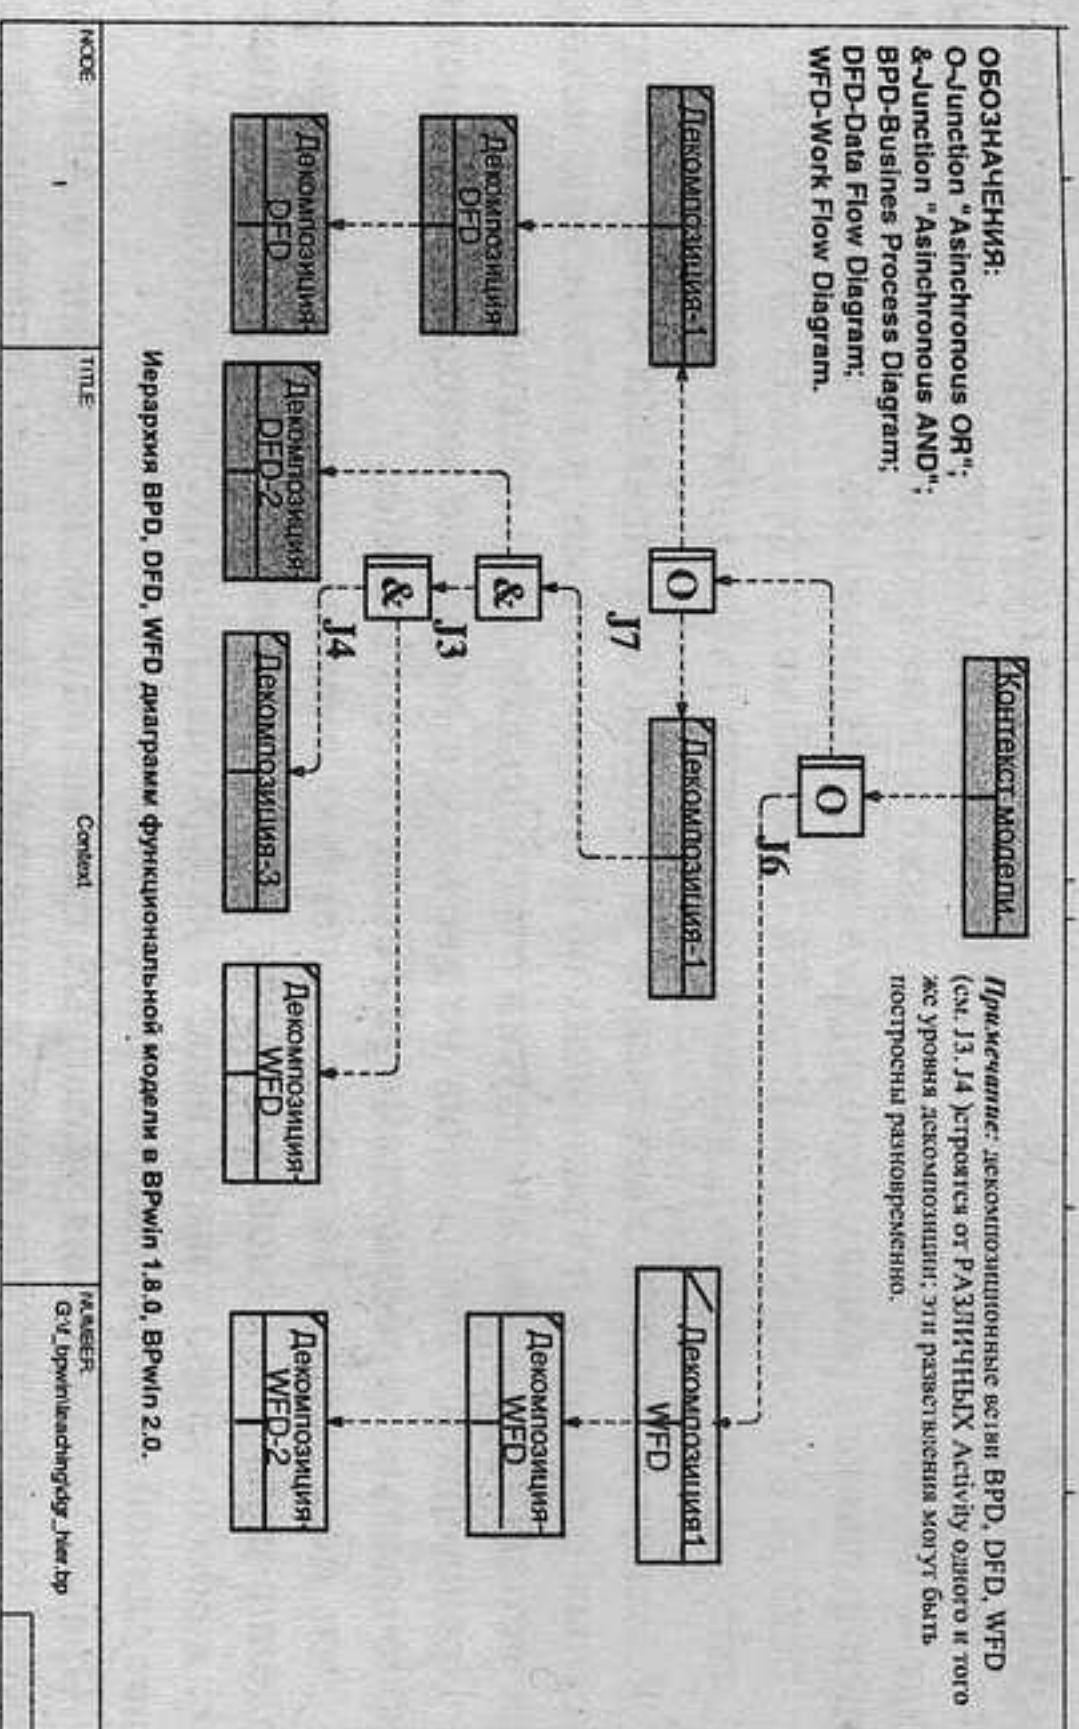 ОБОЗНАЧЕНИЯ:
O-Junction "Asinchronous OR";
&-Junction "Asinchronous AND";
BPD-Busines Process Diagram;
DFD-Data Flow Diagram;
WFD-Work Flow Diagram.
Контекст модели.
Примечание: декомпозиционные ветви BPD, DFD, WFD
(см. J3, J4 )строятся от РАЗЛИЧНЫХ Activity одного и того
же уровня декомпозиции; эти разветвления могут быть
построены разновременно.
O
J6
Декомпозиция-1
O
J7
Декомпозиция-1
Декомпозиция1
WFD
Декомпозиция-
DFD
&
J3
&
J4
Декомпозиция-
WFD
Декомпозиция-
DFD
Декомпозиция-
DFD-2
Декомпозиция-3
Декомпозиция-
WFD
Декомпозиция-
WFD-2
Иерархия BPD, DFD, WFD диаграмм функциональной модели в BPwin 1.8.0, BPwin 2.0.
NODE:
TITLE:
Context
NUMBER: